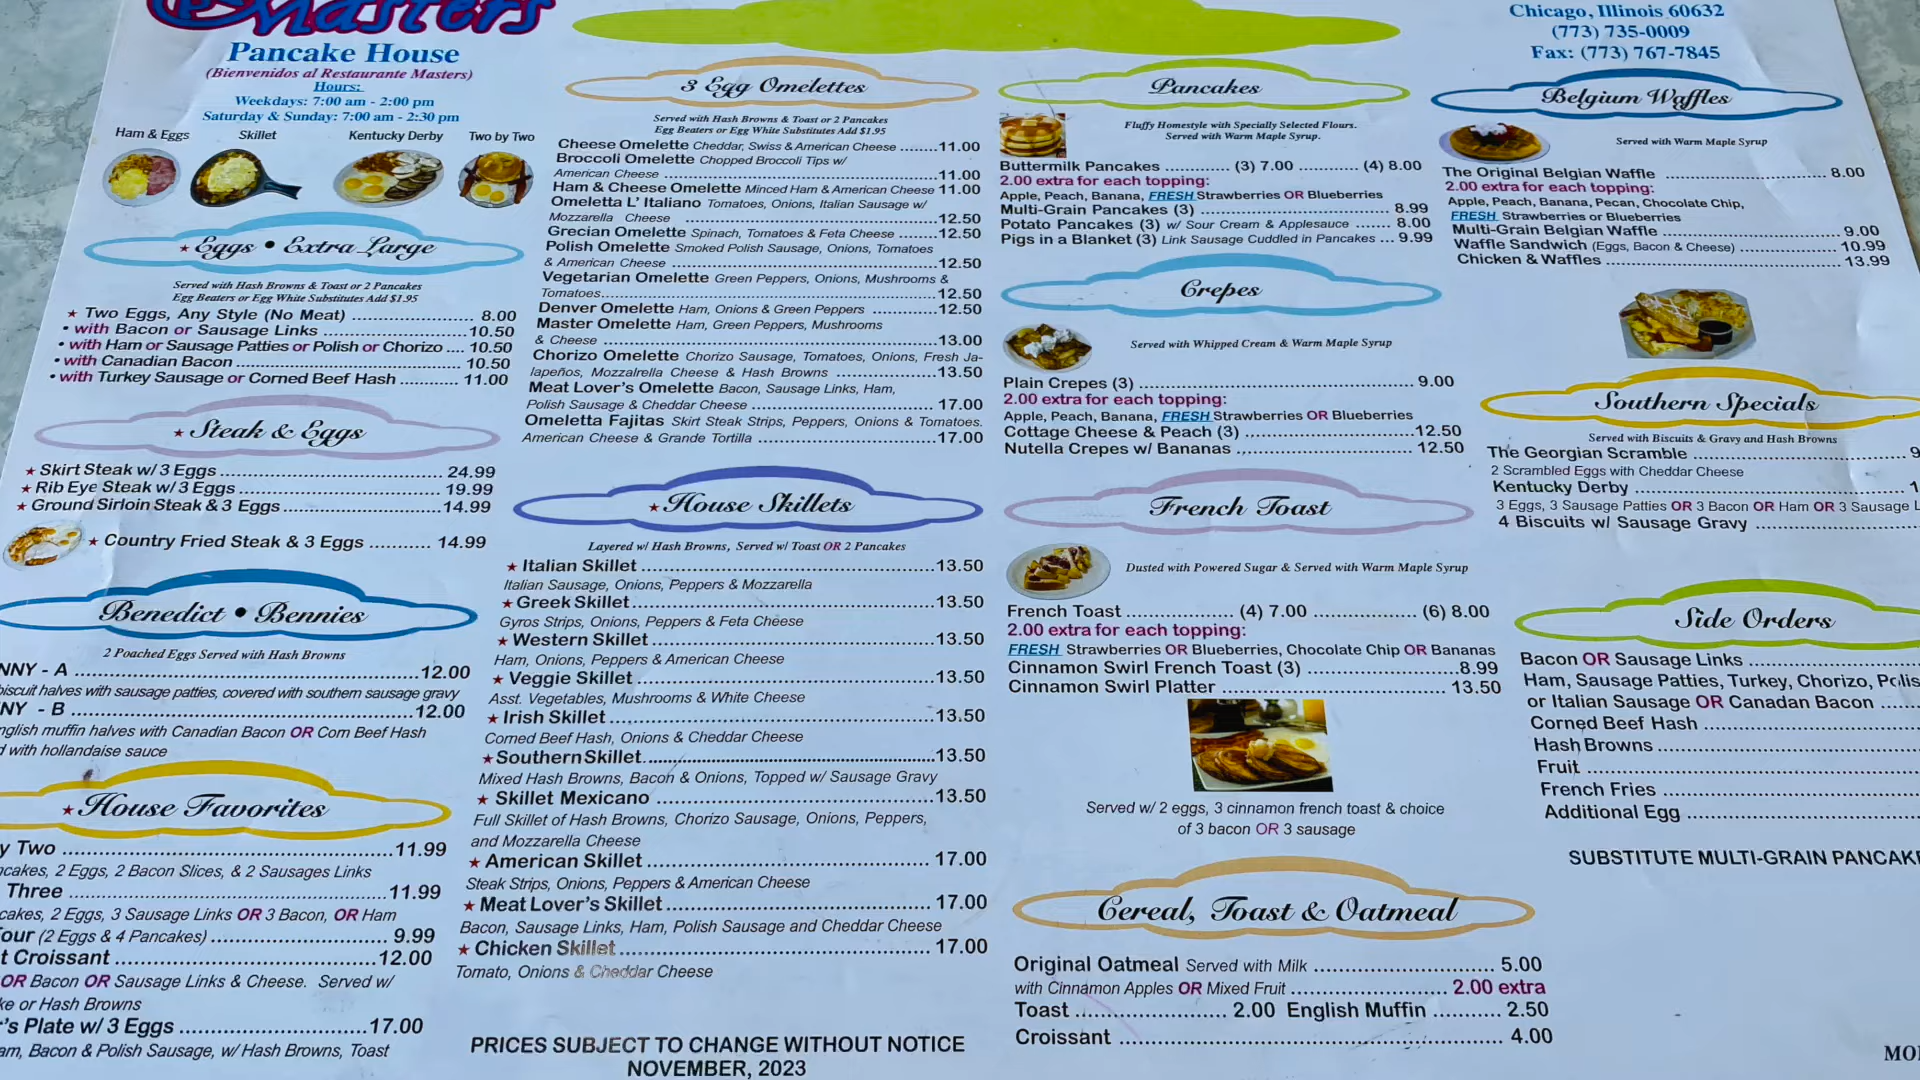 Masters
Pancake House
(Bienvenidos al Restaurante Masters)
Hours:
Weekdays: 7:00 am - 2:00 pm
Saturday & Sunday: 7:00 am - 2:30 pm
Ham & Eggs Skillet Kentucky Derby Two by Two
★ Eggs • Extra Large
Served with Hash Browns & Toast or 2 Pancakes
Egg Beaters or Egg White Substitutes Add $1.95
★ Two Eggs, Any Style (No Meat) ............ 8.00
• with Bacon or Sausage Links ............ 10.50
• with Ham or Sausage Patties or Polish or Chorizo .... 10.50
• with Canadian Bacon ............ 10.50
• with Turkey Sausage or Corned Beef Hash ............ 11.00
★ Steak & Eggs
★ Skirt Steak w/ 3 Eggs ............ 24.99
★ Rib Eye Steak w/ 3 Eggs ............ 19.99
★ Ground Sirloin Steak & 3 Eggs ............ 14.99
★ Country Fried Steak & 3 Eggs .......... 14.99
Benedict • Bennies
2 Poached Eggs Served with Hash Browns
NNY - A ............ 12.00
biscuit halves with sausage patties, covered with southern sausage gravy
NY - B ............ 12.00
nglish muffin halves with Canadian Bacon OR Corn Beef Hash
d with hollandaise sauce
★ House Favorites
y Two ............ 11.99
ncakes, 2 Eggs, 2 Bacon Slices, & 2 Sausages Links
Three ............ 11.99
cakes, 2 Eggs, 3 Sausage Links OR 3 Bacon, OR Ham
our (2 Eggs & 4 Pancakes) ............ 9.99
t Croissant ............ 12.00
OR Bacon OR Sausage Links & Cheese. Served w/
ke or Hash Browns
's Plate w/ 3 Eggs ............ 17.00
am, Bacon & Polish Sausage, w/ Hash Browns, Toast
3 Egg Omelettes
Served with Hash Browns & Toast or 2 Pancakes
Egg Beaters or Egg White Substitutes Add $1.95
Cheese Omelette Cheddar, Swiss & American Cheese ........ 11.00
Broccoli Omelette Chopped Broccoli Tips w/
American Cheese ............ 11.00
Ham & Cheese Omelette Minced Ham & American Cheese 11.00
Omeletta L' Italiano Tomatoes, Onions, Italian Sausage w/
Mozzarella Cheese ............ 12.50
Grecian Omelette Spinach, Tomatoes & Feta Cheese ........ 12.50
Polish Omelette Smoked Polish Sausage, Onions, Tomatoes
& American Cheese ............ 12.50
Vegetarian Omelette Green Peppers, Onions, Mushrooms &
Tomatoes ............ 12.50
Denver Omelette Ham, Onions & Green Peppers ............ 12.50
Master Omelette Ham, Green Peppers, Mushrooms
& Cheese ............ 13.00
Chorizo Omelette Chorizo Sausage, Tomatoes, Onions, Fresh Ja-
lapeños, Mozzalrella Cheese & Hash Browns ............ 13.50
Meat Lover's Omelette Bacon, Sausage Links, Ham,
Polish Sausage & Cheddar Cheese ............ 17.00
Omeletta Fajitas Skirt Steak Strips, Peppers, Onions & Tomatoes.
American Cheese & Grande Tortilla ............ 17.00
★ House Skillets
Layered w/ Hash Browns, Served w/ Toast OR 2 Pancakes
★ Italian Skillet ............ 13.50
Italian Sausage, Onions, Peppers & Mozzarella
★ Greek Skillet ............ 13.50
Gyros Strips, Onions, Peppers & Feta Cheese
★ Western Skillet ............ 13.50
Ham, Onions, Peppers & American Cheese
★ Veggie Skillet ............ 13.50
Asst. Vegetables, Mushrooms & White Cheese
★ Irish Skillet ............ 13.50
Corned Beef Hash, Onions & Cheddar Cheese
★ Southern Skillet ............ 13.50
Mixed Hash Browns, Bacon & Onions, Topped w/ Sausage Gravy
★ Skillet Mexicano ............ 13.50
Full Skillet of Hash Browns, Chorizo Sausage, Onions, Peppers,
and Mozzarella Cheese
★ American Skillet ............ 17.00
Steak Strips, Onions, Peppers & American Cheese
★ Meat Lover's Skillet ............ 17.00
Bacon, Sausage Links, Ham, Polish Sausage and Cheddar Cheese
★ Chicken Skillet ............ 17.00
Tomato, Onions & Cheddar Cheese
PRICES SUBJECT TO CHANGE WITHOUT NOTICE
NOVEMBER, 2023
Pancakes
Fluffy Homestyle with Specially Selected Flours.
Served with Warm Maple Syrup.
Buttermilk Pancakes ........... (3) 7.00 ........... (4) 8.00
2.00 extra for each topping:
Apple, Peach, Banana, FRESH Strawberries OR Blueberries
Multi-Grain Pancakes (3) ............ 8.99
Potato Pancakes (3) w/ Sour Cream & Applesauce ....... 8.00
Pigs in a Blanket (3) Link Sausage Cuddled in Pancakes ... 9.99
Crepes
Served with Whipped Cream & Warm Maple Syrup
Plain Crepes (3) ............ 9.00
2.00 extra for each topping:
Apple, Peach, Banana, FRESH Strawberries OR Blueberries
Cottage Cheese & Peach (3) ............ 12.50
Nutella Crepes w/ Bananas ............ 12.50
French Toast
Dusted with Powered Sugar & Served with Warm Maple Syrup
French Toast ............ (4) 7.00 ............ (6) 8.00
2.00 extra for each topping:
FRESH Strawberries OR Blueberries, Chocolate Chip OR Bananas
Cinnamon Swirl French Toast (3) ............ 8.99
Cinnamon Swirl Platter ............ 13.50
Served w/ 2 eggs, 3 cinnamon french toast & choice
of 3 bacon OR 3 sausage
Cereal, Toast & Oatmeal
Original Oatmeal Served with Milk ............ 5.00
with Cinnamon Apples OR Mixed Fruit ............ 2.00 extra
Toast ............ 2.00 English Muffin .......... 2.50
Croissant ............ 4.00
Chicago, Illinois 60632
(773) 735-0009
Fax: (773) 767-7845
Belgium Waffles
Served with Warm Maple Syrup
The Original Belgian Waffle ............ 8.00
2.00 extra for each topping:
Apple, Peach, Banana, Pecan, Chocolate Chip,
FRESH Strawberries or Blueberries
Multi-Grain Belgian Waffle ............ 9.00
Waffle Sandwich (Eggs, Bacon & Cheese) ............ 10.99
Chicken & Waffles ............ 13.99
Southern Specials
Served with Biscuits & Gravy and Hash Browns
The Georgian Scramble ............ 9
2 Scrambled Eggs with Cheddar Cheese
Kentucky Derby ............ 1
3 Eggs, 3 Sausage Patties OR 3 Bacon OR Ham OR 3 Sausage L
4 Biscuits w/ Sausage Gravy ............
Side Orders
Bacon OR Sausage Links ............
Ham, Sausage Patties, Turkey, Chorizo, Polis
or Italian Sausage OR Canadan Bacon ......
Corned Beef Hash ............
Hash Browns ............
Fruit ............
French Fries ............
Additional Egg ............
SUBSTITUTE MULTI-GRAIN PANCAKE
MO